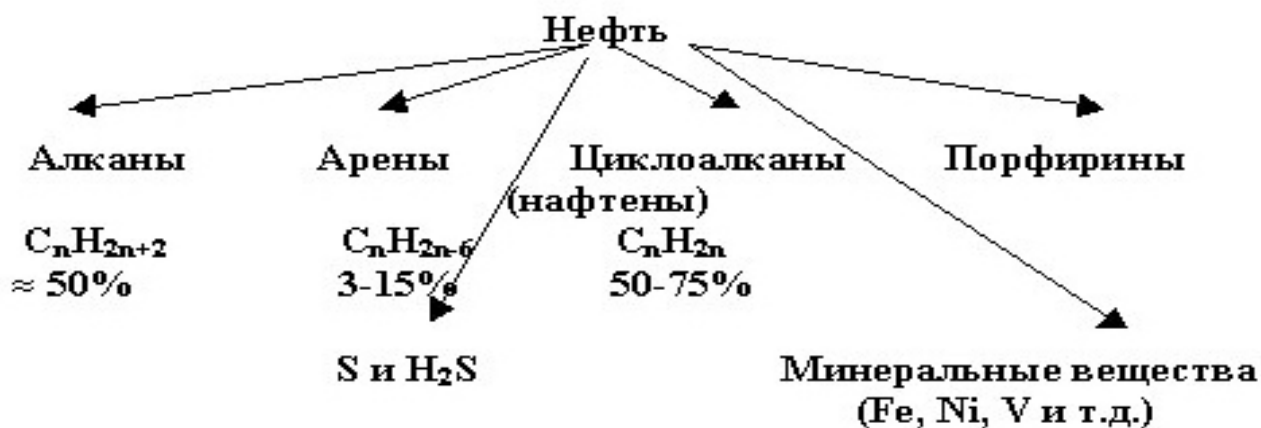 Нефть
Алканы Арены Циклоалканы Порфирины
(нафтены)
CₙH₂ₙ₊₂ CₙH₂ₙ₋₆ CₙH₂ₙ
≈ 50% 3-15% 50-75%
S и H₂S Минеральные вещества
(Fe, Ni, V и т.д.)